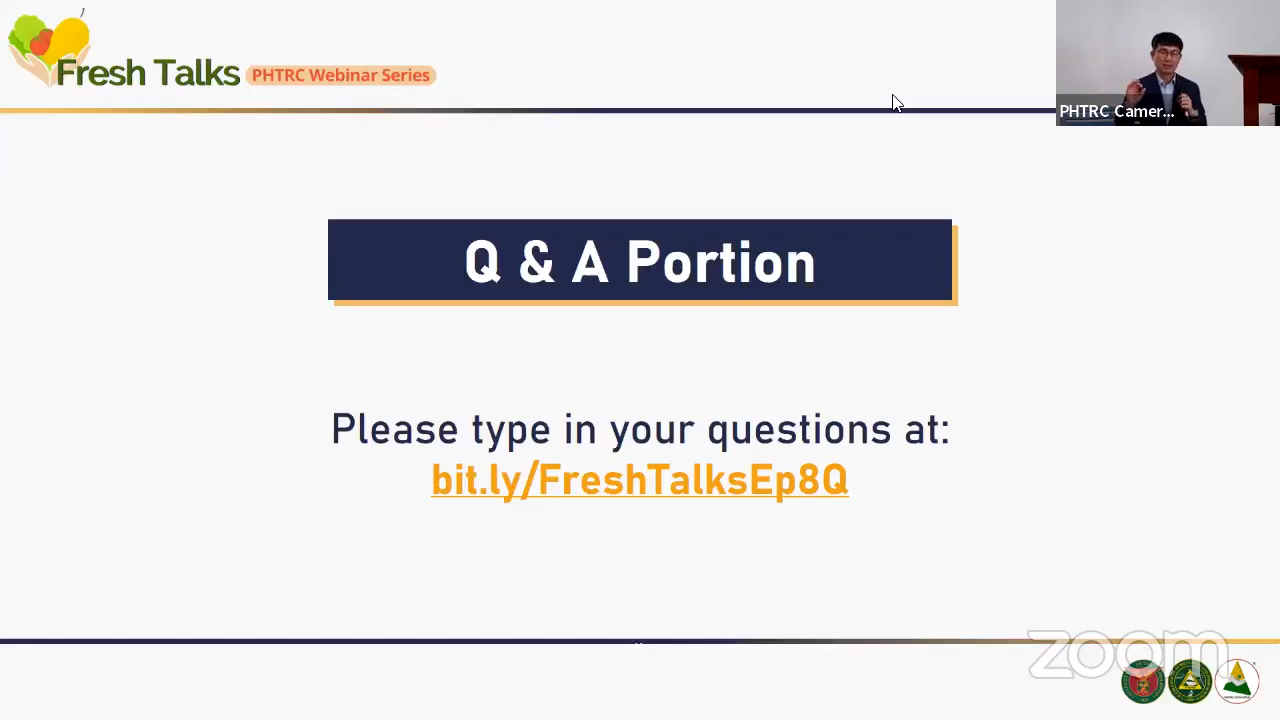 Fresh Talks PHTRC Webinar Series
PHTRC Camer...
Q & A Portion
Please type in your questions at:
bit.ly/FreshTalksEp8Q
zoom